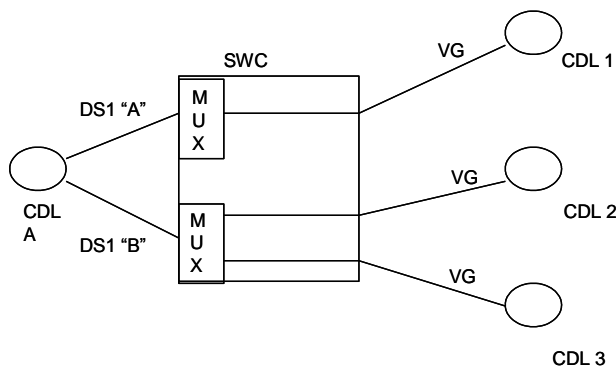 SWC
VG
CDL 1
DS1 “A”
M
U
X
CDL
A
VG
CDL 2
DS1 “B”
M
U
X
VG
CDL 3